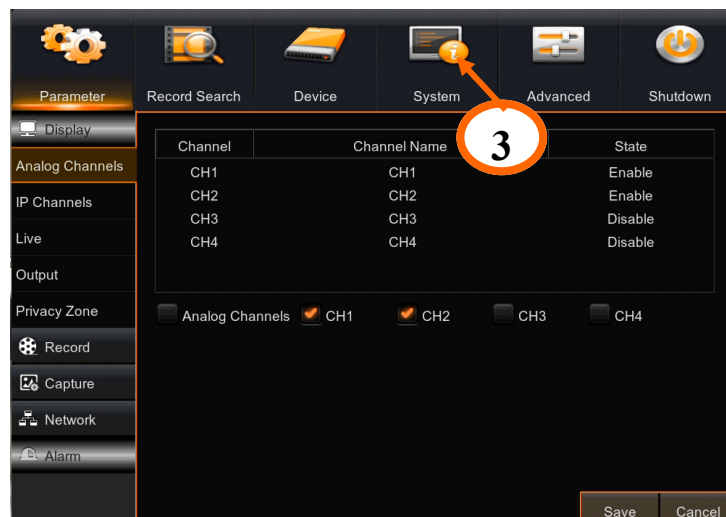 Parameter Record Search Device System Advanced Shutdown
3
Display
Analog Channels
IP Channels
Live
Output
Privacy Zone
Record
Capture
Network
Alarm
Channel Channel Name State
CH1 CH1 Enable
CH2 CH2 Enable
CH3 CH3 Disable
CH4 CH4 Disable
Analog Channels CH1 CH2 CH3 CH4
Save Cancel